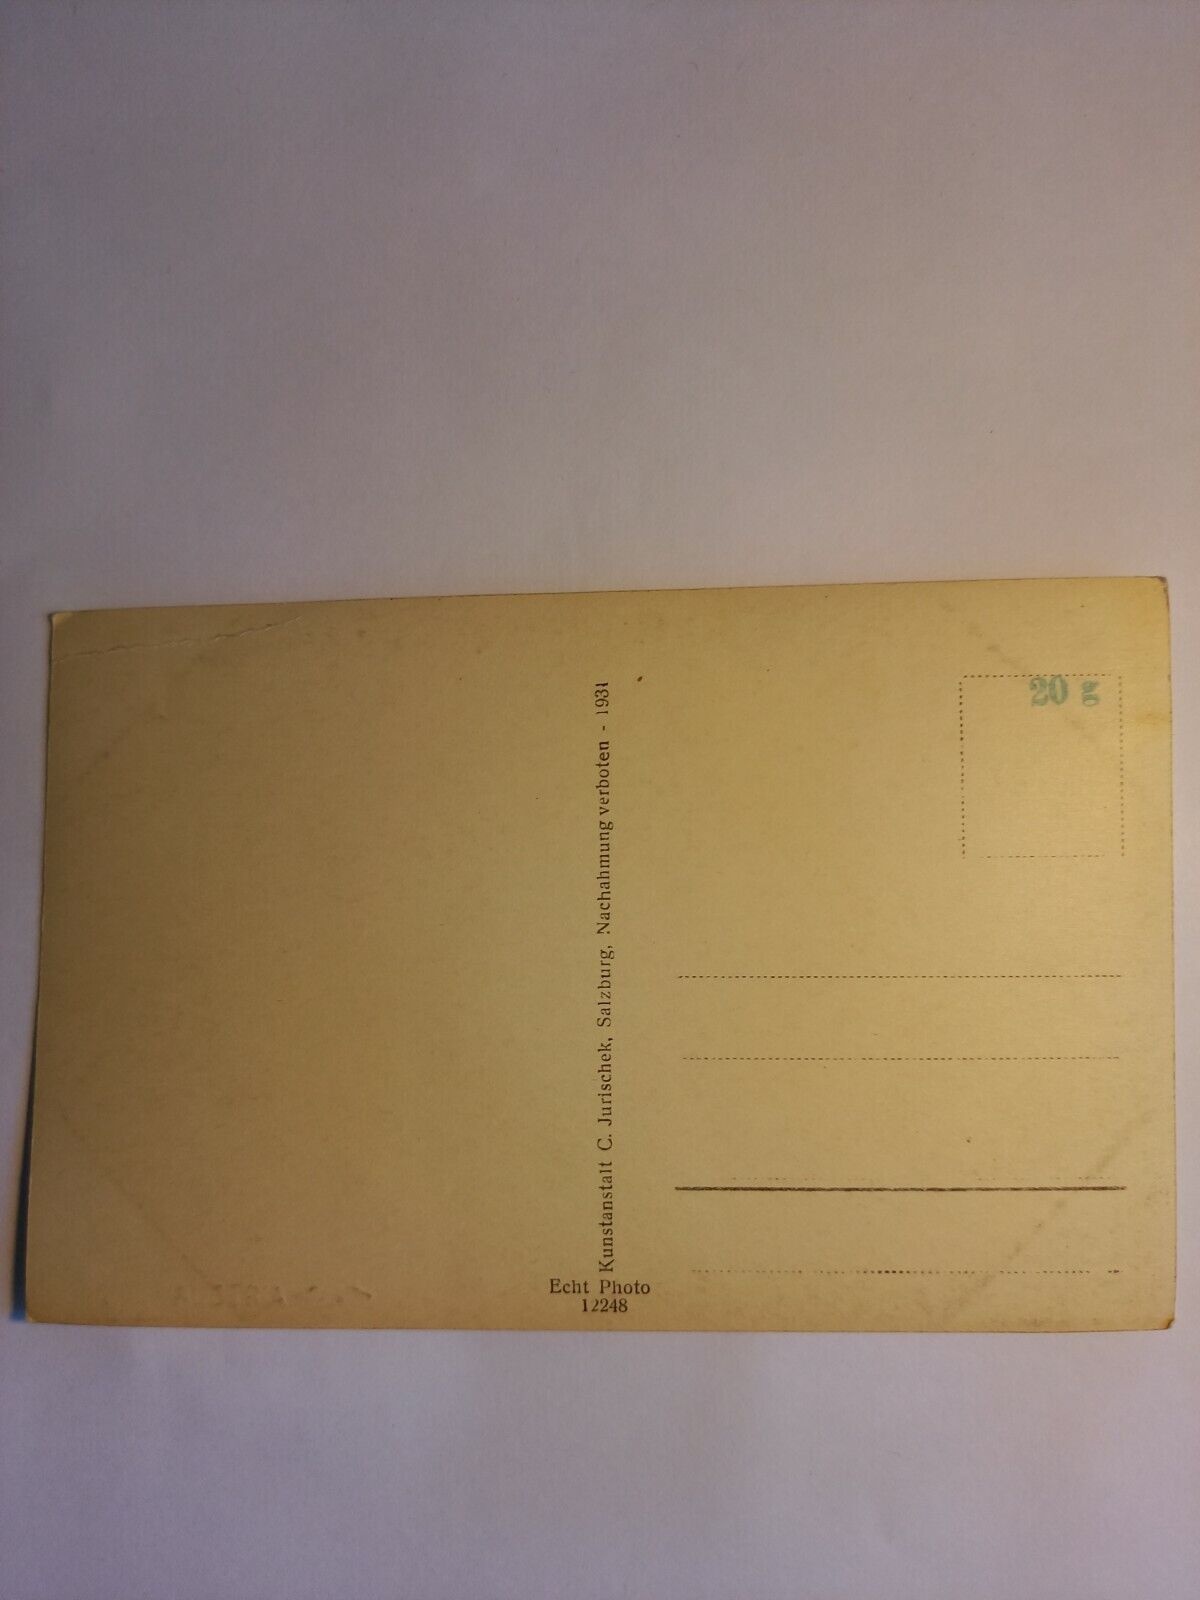 20 g
Kunstanstalt C. Jurischek, Salzburg, Nachahmung verboten - 1931
Echt Photo
12248